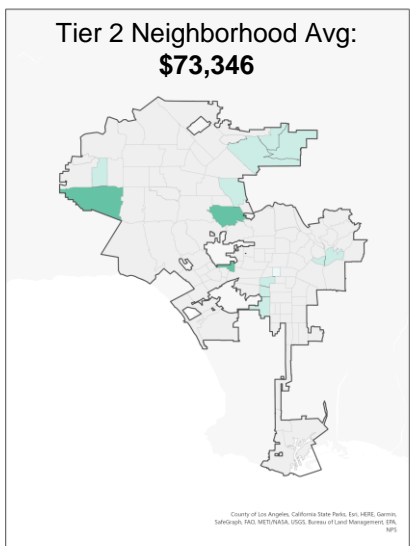 Tier 2 Neighborhood Avg:
$73,346
County of Los Angeles, California State Parks, Esri, HERE, Garmin,
SafeGraph, FAO, METI/NASA, USGS, Bureau of Land Management, EPA,
NPS